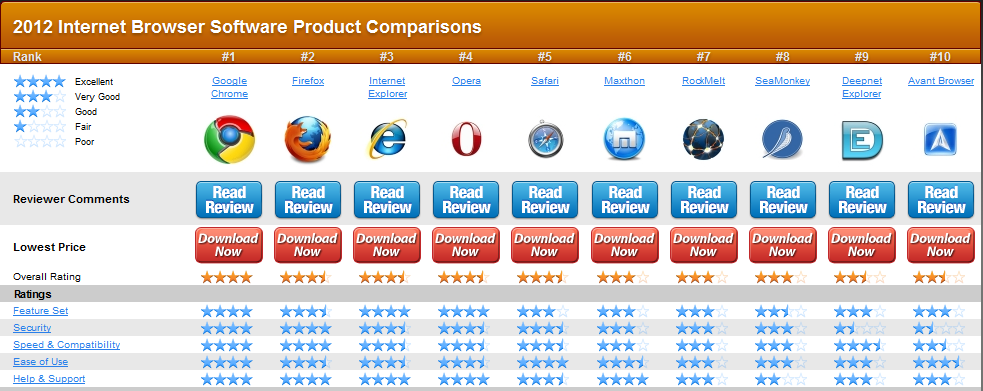 2012 Internet Browser Software Product Comparisons
Rank #1 #2 #3 #4 #5 #6 #7 #8 #9 #10
Excellent
Very Good
Good
Fair
Poor
Google Chrome
Firefox
Internet Explorer
Opera
Safari
Maxthon
RockMelt
SeaMonkey
Deepnet Explorer
Avant Browser
Reviewer Comments
Read Review Read Review Read Review Read Review Read Review Read Review Read Review Read Review Read Review Read Review
Lowest Price
Download Now Download Now Download Now Download Now Download Now Download Now Download Now Download Now Download Now Download Now
Overall Rating
Ratings
Feature Set
Security
Speed & Compatibility
Ease of Use
Help & Support